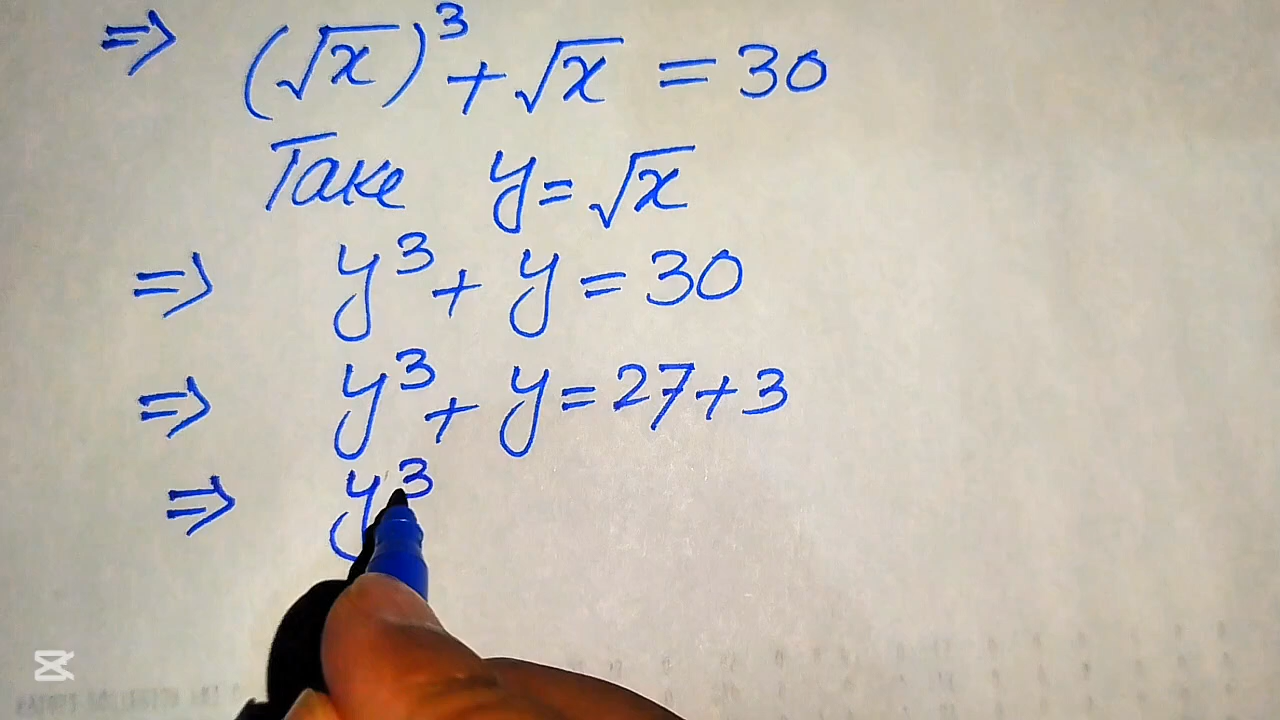 ⇒ (√x)³ + √x = 30
Take y = √x
⇒ y³ + y = 30
⇒ y³ + y = 27 + 3
⇒ y³